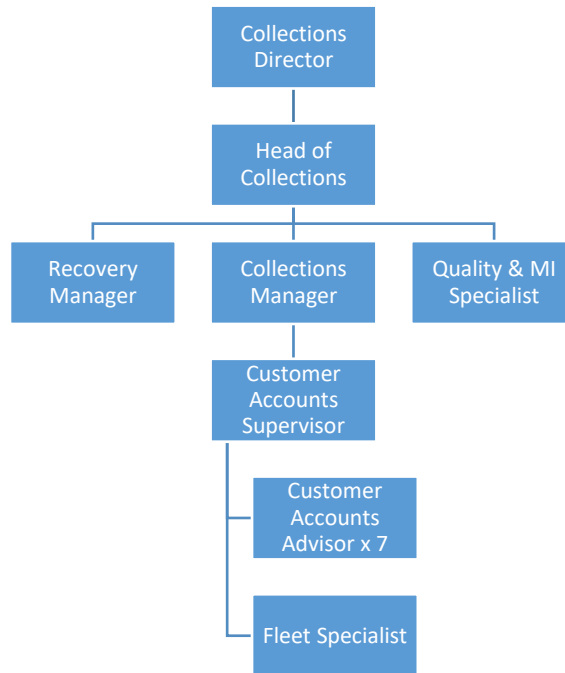 Collections
Director
Head of
Collections
Recovery
Manager
Collections
Manager
Quality & MI
Specialist
Customer
Accounts
Supervisor
Customer
Accounts
Advisor x 7
Fleet Specialist